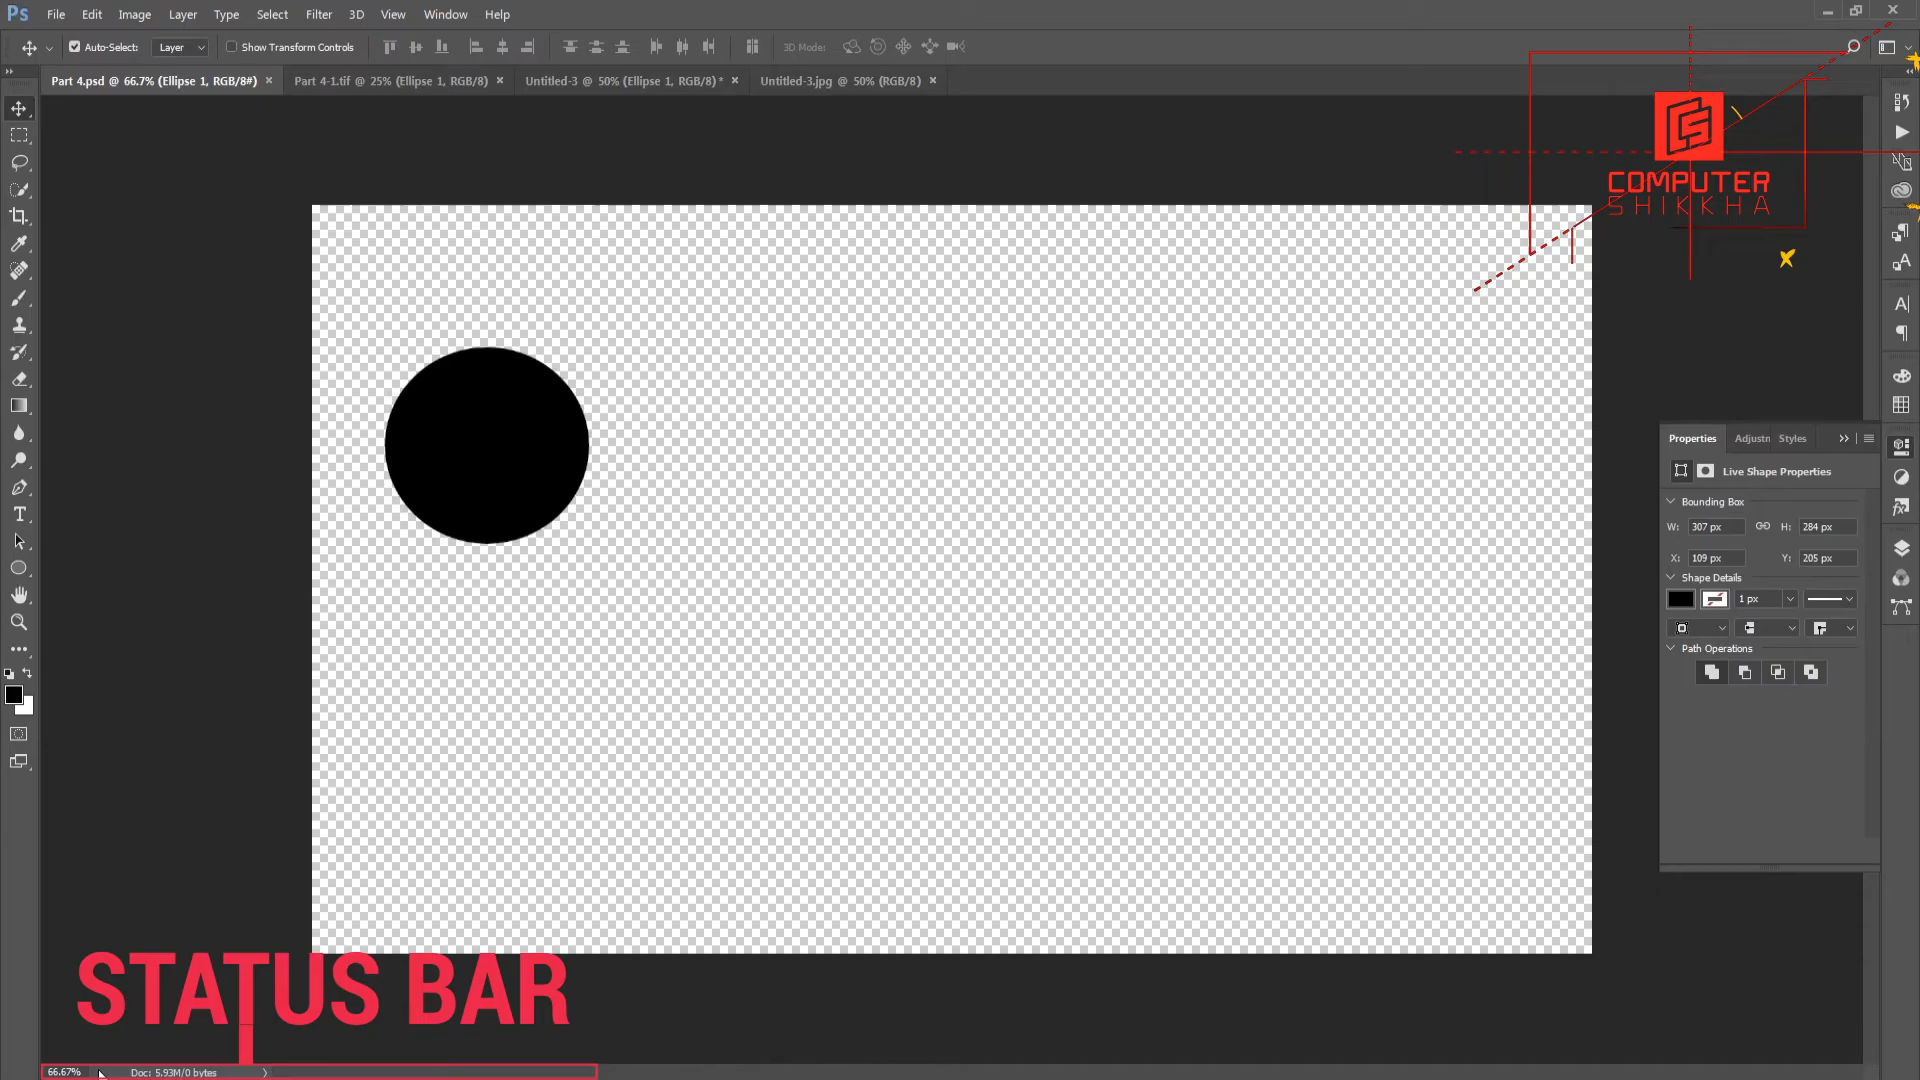 Ps File Edit Image Layer Type Select Filter 3D View Window Help
Auto-Select: Layer Show Transform Controls 3D Mode:
Part 4.psd @ 66.7% (Ellipse 1, RGB/8#) Part 4-1.tif @ 25% (Ellipse 1, RGB/8) Untitled-3 @ 50% (Ellipse 1, RGB/8) * Untitled-3.jpg @ 50% (RGB/8)
COMPUTER
SHIKKHA
Properties Adjustn Styles
Live Shape Properties
Bounding Box
W: 307 px H: 284 px
X: 109 px Y: 205 px
Shape Details
1 px
Path Operations
STATUS BAR
66.67% Doc: 5.93M/0 bytes